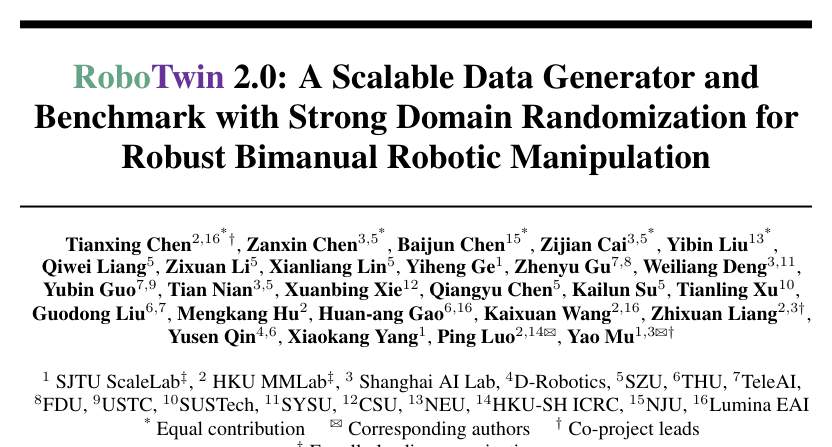 RoboTwin 2.0: A Scalable Data Generator and
Benchmark with Strong Domain Randomization for
Robust Bimanual Robotic Manipulation
Tianxing Chen2,16*†, Zanxin Chen3,5*, Baijun Chen15*, Zijian Cai3,5*, Yibin Liu13*,
Qiwei Liang5, Zixuan Li5, Xianliang Lin5, Yiheng Ge1, Zhenyu Gu7,8, Weiliang Deng3,11,
Yubin Guo7,9, Tian Nian3,5, Xuanbing Xie12, Qiangyu Chen5, Kailun Su5, Tianling Xu10,
Guodong Liu6,7, Mengkang Hu2, Huan-ang Gao6,16, Kaixuan Wang2,16, Zhixuan Liang2,3†,
Yusen Qin4,6, Xiaokang Yang1, Ping Luo2,14✉, Yao Mu1,3✉†
1 SJTU ScaleLab‡, 2 HKU MMLab‡, 3 Shanghai AI Lab, 4D-Robotics, 5SZU, 6THU, 7TeleAI,
8FDU, 9USTC, 10SUSTech, 11SYSU, 12CSU, 13NEU, 14HKU-SH ICRC, 15NJU, 16Lumina EAI
* Equal contribution ✉ Corresponding authors † Co-project leads